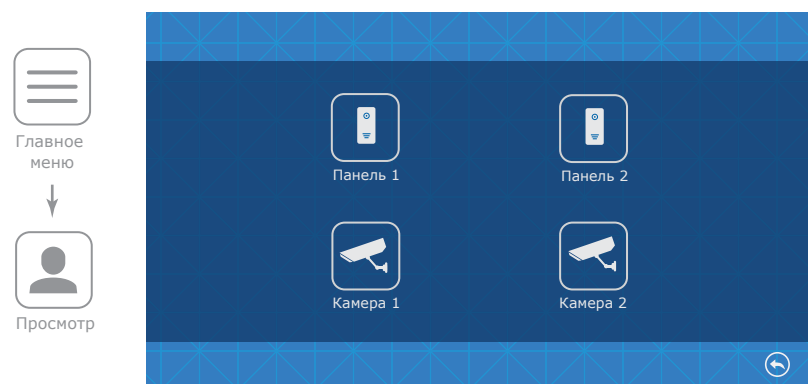 Главное
меню
Просмотр
Панель 1
Панель 2
Камера 1
Камера 2